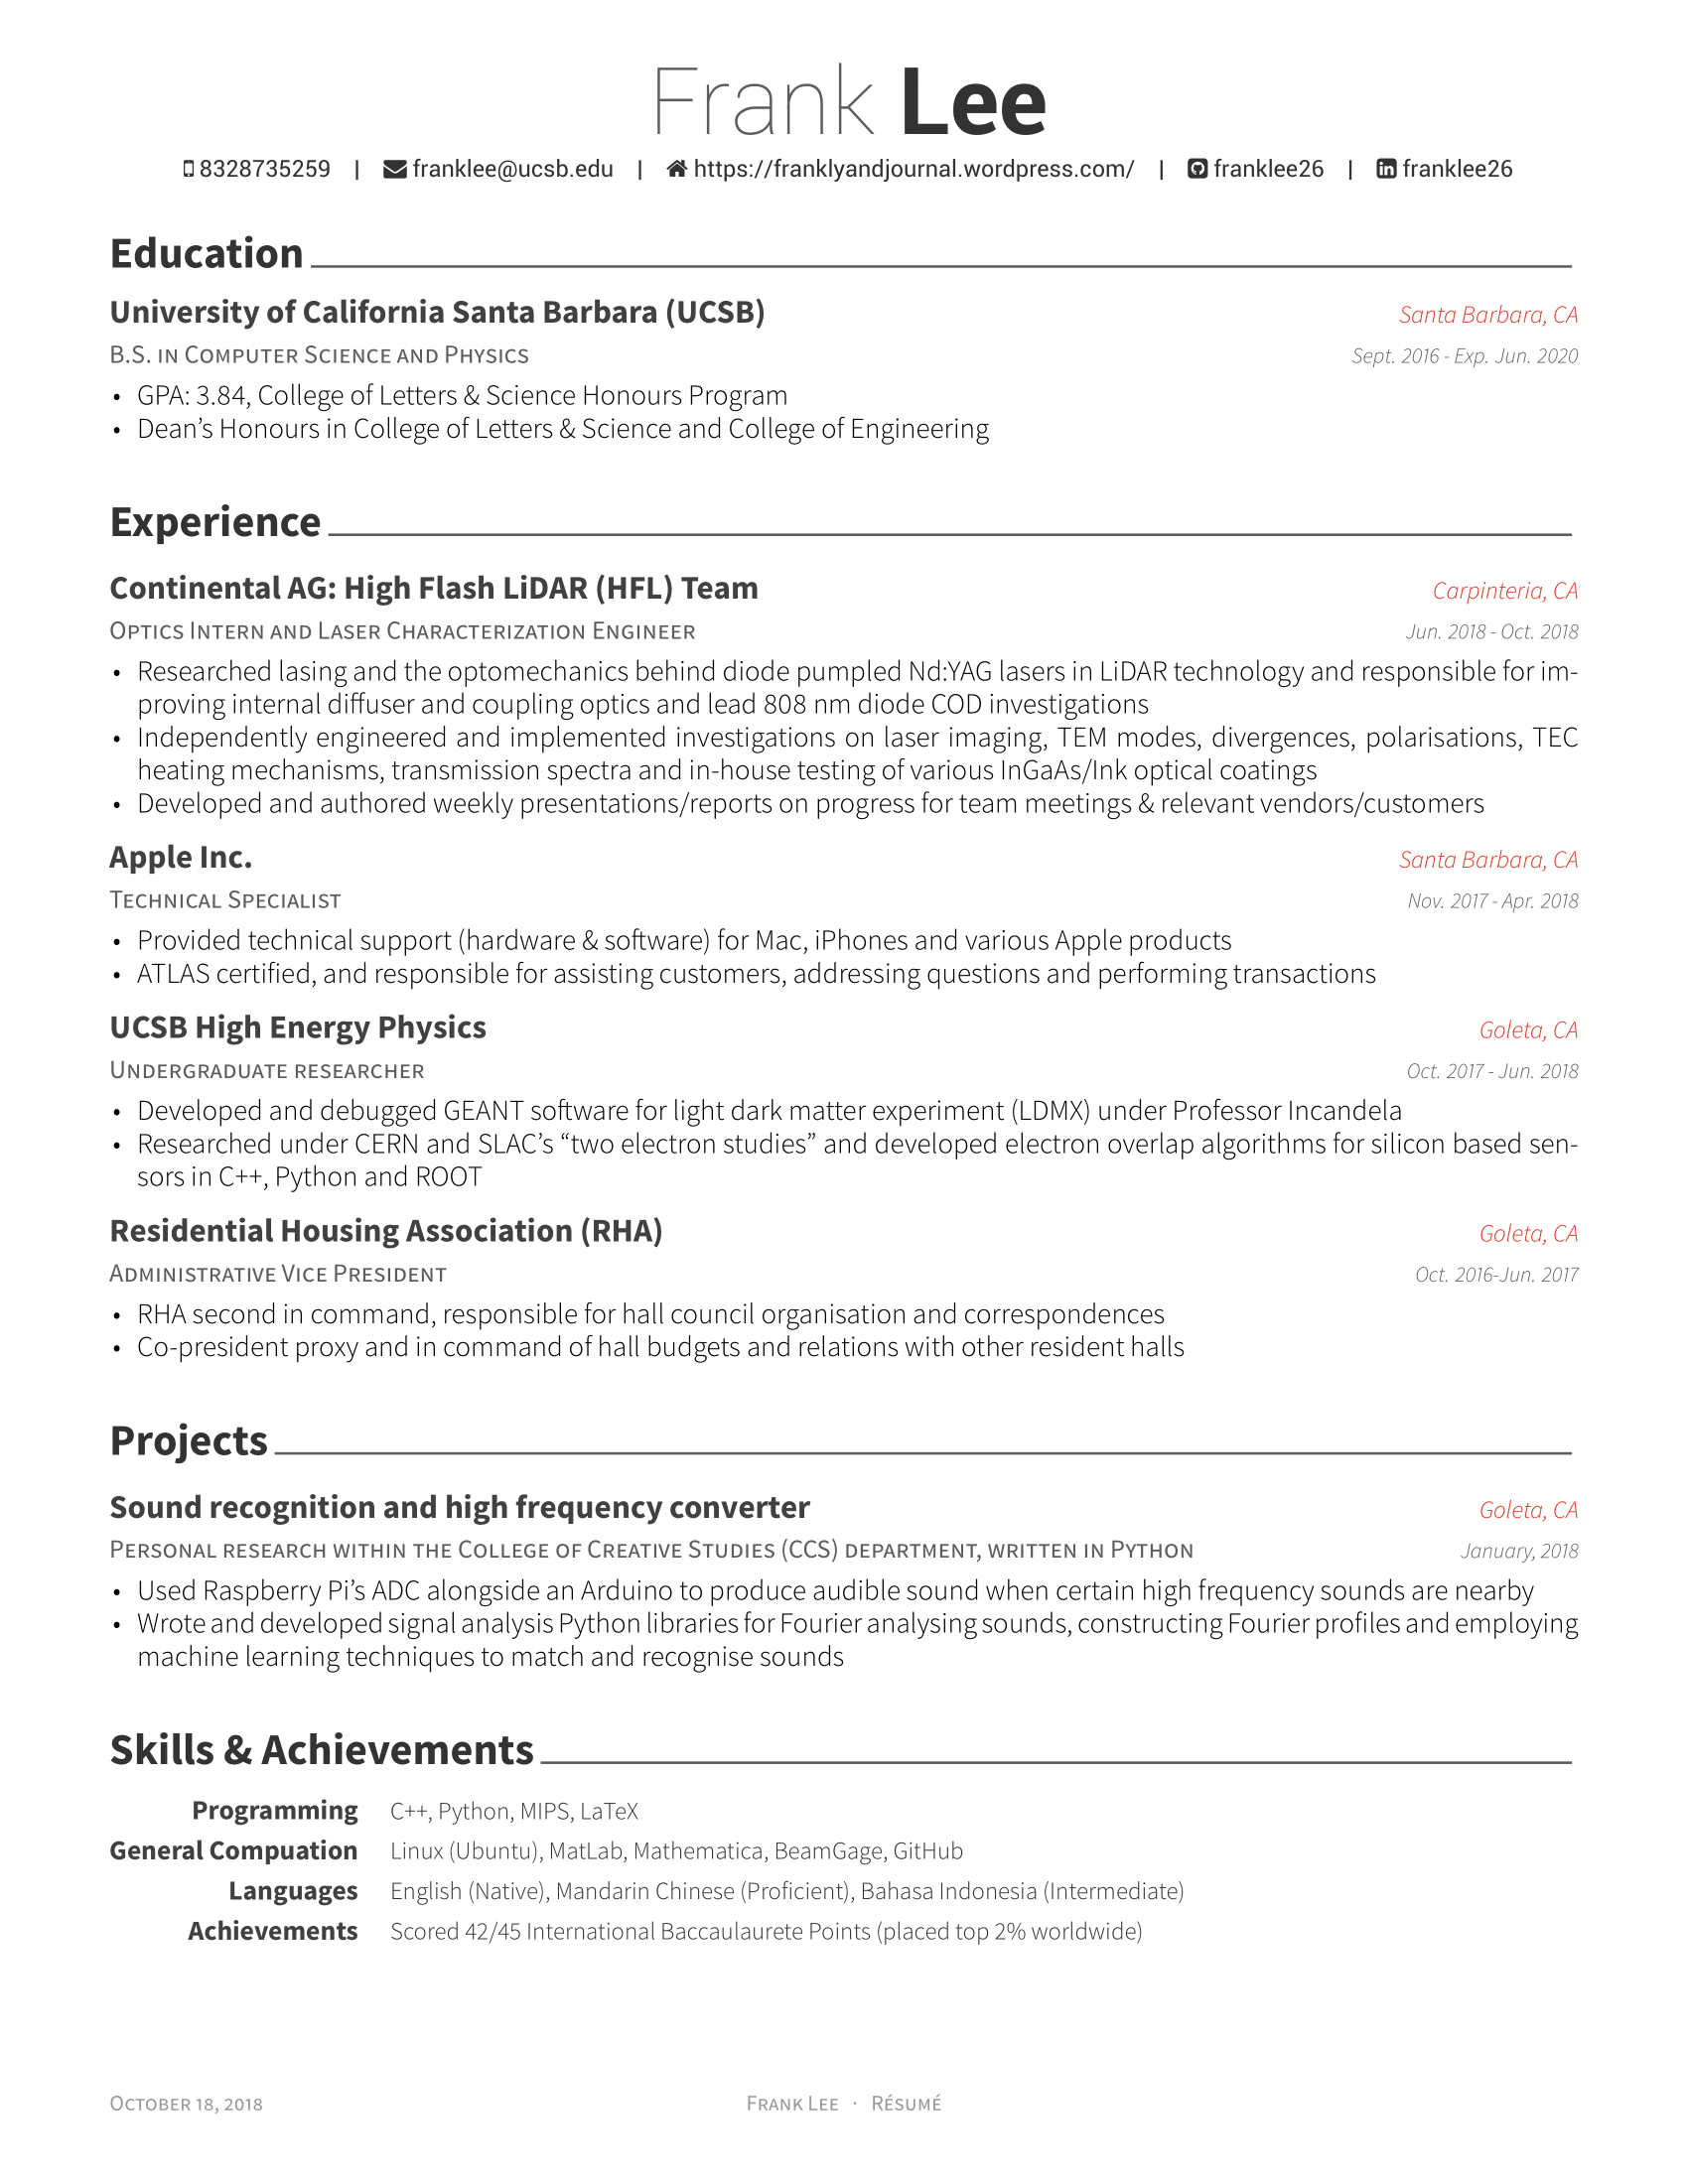 Frank Lee
8328735259 | franklee@ucsb.edu | https://franklyandjournal.wordpress.com/ | franklee26 | franklee26
Education
University of California Santa Barbara (UCSB) Santa Barbara, CA
B.S. in Computer Science and Physics Sept. 2016 - Exp. Jun. 2020
• GPA: 3.84, College of Letters & Science Honours Program
• Dean’s Honours in College of Letters & Science and College of Engineering
Experience
Continental AG: High Flash LiDAR (HFL) Team Carpinteria, CA
Optics Intern and Laser Characterization Engineer Jun. 2018 - Oct. 2018
• Researched lasing and the optomechanics behind diode pumpled Nd:YAG lasers in LiDAR technology and responsible for im-
proving internal diffuser and coupling optics and lead 808 nm diode COD investigations
• Independently engineered and implemented investigations on laser imaging, TEM modes, divergences, polarisations, TEC
heating mechanisms, transmission spectra and in-house testing of various InGaAs/Ink optical coatings
• Developed and authored weekly presentations/reports on progress for team meetings & relevant vendors/customers
Apple Inc. Santa Barbara, CA
Technical Specialist Nov. 2017 - Apr. 2018
• Provided technical support (hardware & software) for Mac, iPhones and various Apple products
• ATLAS certified, and responsible for assisting customers, addressing questions and performing transactions
UCSB High Energy Physics Goleta, CA
Undergraduate researcher Oct. 2017 - Jun. 2018
• Developed and debugged GEANT software for light dark matter experiment (LDMX) under Professor Incandela
• Researched under CERN and SLAC’s “two electron studies” and developed electron overlap algorithms for silicon based sen-
sors in C++, Python and ROOT
Residential Housing Association (RHA) Goleta, CA
Administrative Vice President Oct. 2016-Jun. 2017
• RHA second in command, responsible for hall council organisation and correspondences
• Co-president proxy and in command of hall budgets and relations with other resident halls
Projects
Sound recognition and high frequency converter Goleta, CA
Personal research within the College of Creative Studies (CCS) department, written in Python January, 2018
• Used Raspberry Pi’s ADC alongside an Arduino to produce audible sound when certain high frequency sounds are nearby
• Wrote and developed signal analysis Python libraries for Fourier analysing sounds, constructing Fourier profiles and employing
machine learning techniques to match and recognise sounds
Skills & Achievements
Programming C++, Python, MIPS, LaTeX
General Compuation Linux (Ubuntu), MatLab, Mathematica, BeamGage, GitHub
Languages English (Native), Mandarin Chinese (Proficient), Bahasa Indonesia (Intermediate)
Achievements Scored 42/45 International Baccaulaurete Points (placed top 2% worldwide)
October 18, 2018 Frank Lee · Résumé